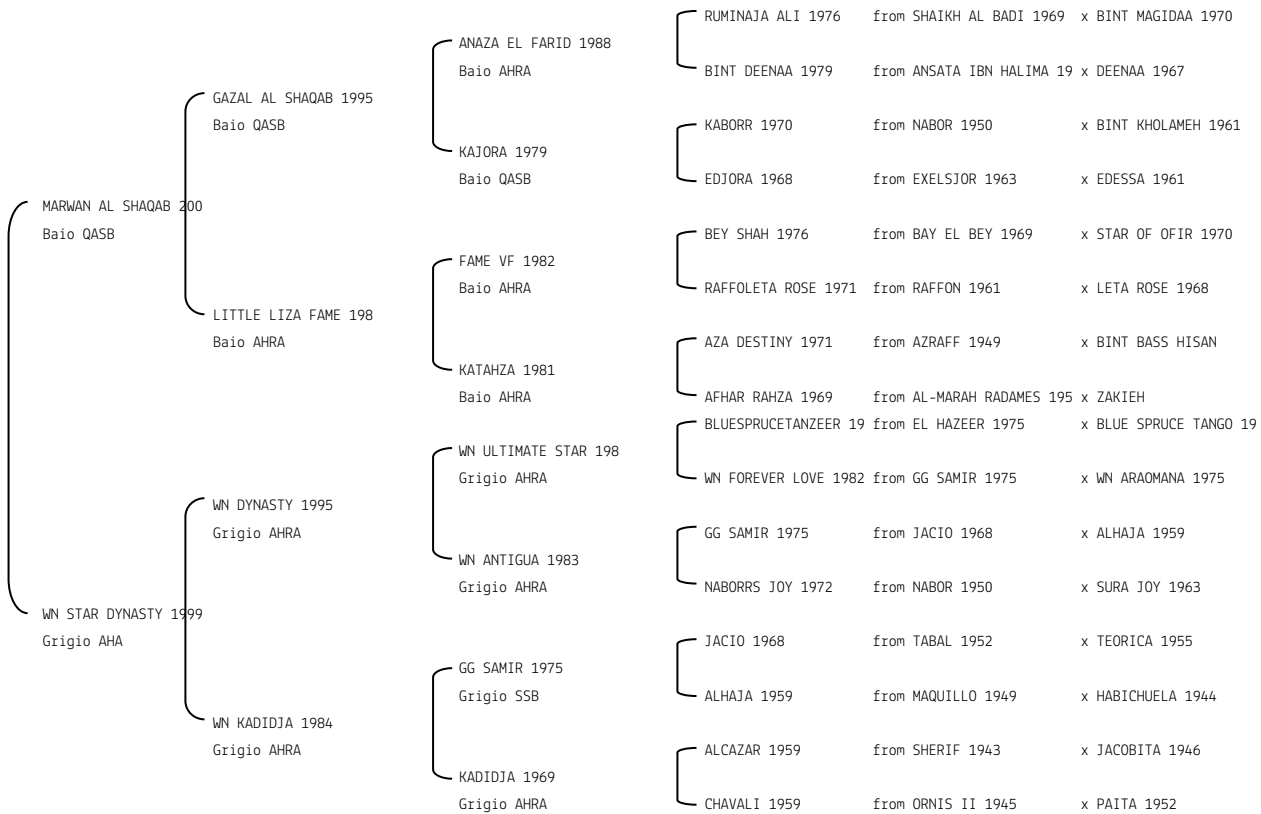 RUMINAJA ALI 1976 from SHAIKH AL BADI 1969 x BINT MAGIDAA 1970
ANAZA EL FARID 1988
Baio AHRA BINT DEENAA 1979 from ANSATA IBN HALIMA 19 x DEENAA 1967
GAZAL AL SHAQAB 1995
Baio QASB KABORR 1970 from NABOR 1950 x BINT KHOLAMEH 1961
KAJORA 1979
Baio QASB EDJORA 1968 from EXELSJOR 1963 x EDESSA 1961
MARWAN AL SHAQAB 200
Baio QASB BEY SHAH 1976 from BAY EL BEY 1969 x STAR OF OFIR 1970
FAME VF 1982
Baio AHRA RAFFOLETA ROSE 1971 from RAFFON 1961 x LETA ROSE 1968
LITTLE LIZA FAME 198
Baio AHRA AZA DESTINY 1971 from AZRAFF 1949 x BINT BASS HISAN
KATAHZA 1981
Baio AHRA AFHAR RAHZA 1969 from AL-MARAH RADAMES 195 x ZAKIEH
BLUESPRUCETANZEER 19 from EL HAZEER 1975 x BLUE SPRUCE TANGO 19
WN ULTIMATE STAR 198
Grigio AHRA WN FOREVER LOVE 1982 from GG SAMIR 1975 x WN ARAOMANA 1975
WN DYNASTY 1995
Grigio AHRA GG SAMIR 1975 from JACIO 1968 x ALHAJA 1959
WN ANTIGUA 1983
Grigio AHRA NABORRS JOY 1972 from NABOR 1950 x SURA JOY 1963
WN STAR DYNASTY 1999
Grigio AHA JACIO 1968 from TABAL 1952 x TEORICA 1955
GG SAMIR 1975
Grigio SSB ALHAJA 1959 from MAQUILLO 1949 x HABICHUELA 1944
WN KADIDJA 1984
Grigio AHRA ALCAZAR 1959 from SHERIF 1943 x JACOBITA 1946
KADIDJA 1969
Grigio AHRA CHAVALI 1959 from ORNIS II 1945 x PAITA 1952